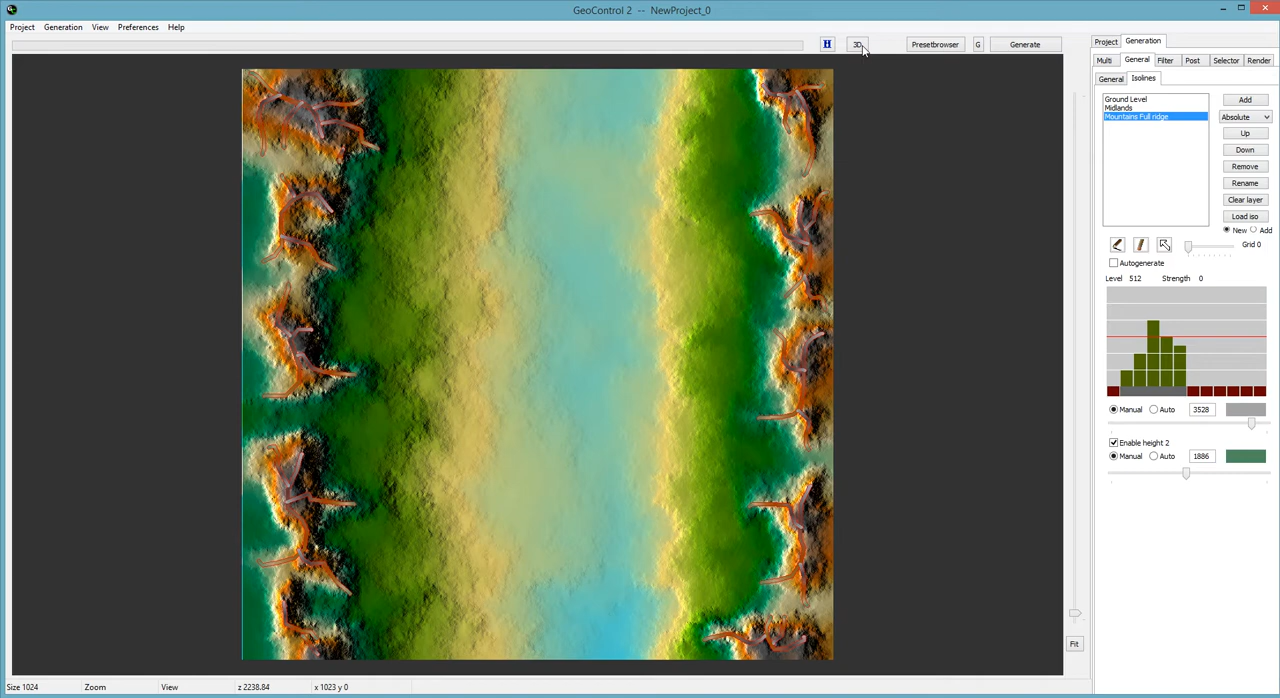 GeoControl 2 -- NewProject_0
Project Generation View Preferences Help
H 3D Presetbrowser G Generate
Project Generation
Multi General Filter Post Selector Render
General Isolines
Ground Level
Midlands
Mountains Full ridge
Add
Absolute
Up
Down
Remove
Rename
Clear layer
Load iso
New Add
Grid 0
Autogenerate
Level 512 Strength 0
Manual Auto 3528
Enable height 2
Manual Auto 1886
Fit
Size 1024 Zoom View z 2238.84 x 1023 y 0